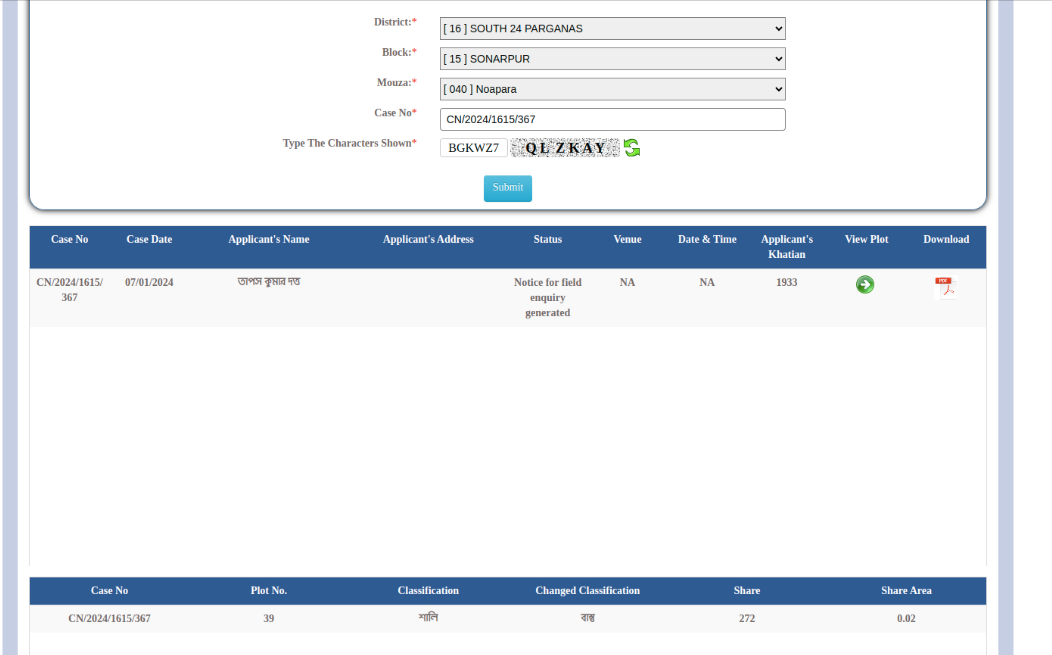 District:*
[ 16 ] SOUTH 24 PARGANAS
Block:*
[ 15 ] SONARPUR
Mouza:*
[ 040 ] Noapara
Case No*
CN/2024/1615/367
Type The Characters Shown*
BGKWZ7
QL ZKAY
Submit
Case No Case Date Applicant's Name Applicant's Address Status Venue Date & Time Applicant's Khatian View Plot Download
CN/2024/1615/367 07/01/2024 তাপস কুমার দত্ত Notice for field enquiry generated NA NA 1933 PDF
Case No Plot No. Classification Changed Classification Share Share Area
CN/2024/1615/367 39 শালি বাস্তু 272 0.02